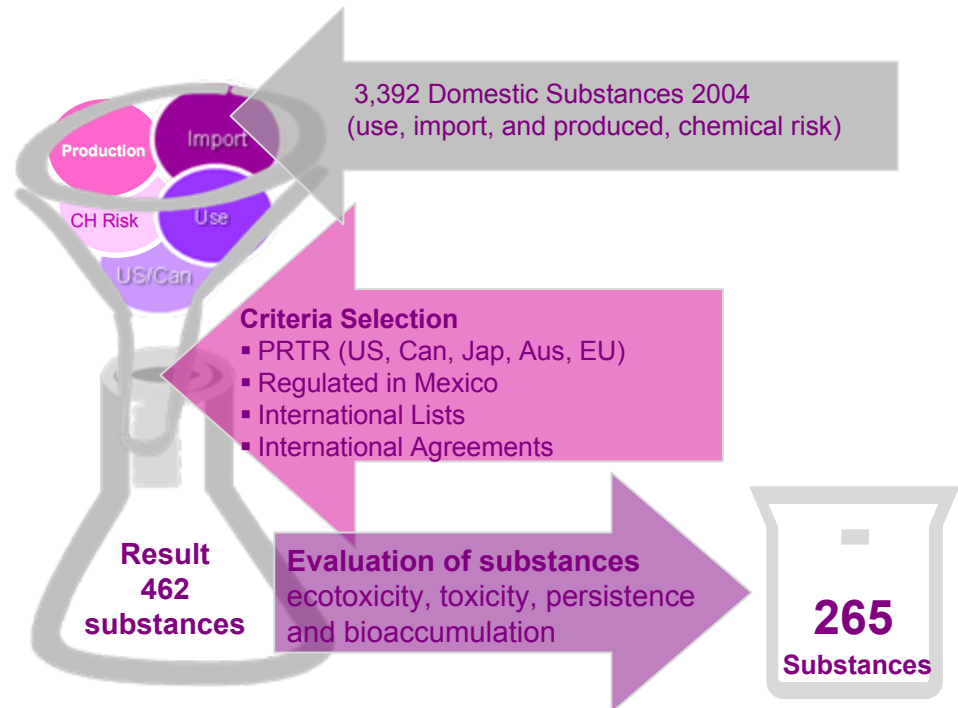 3,392 Domestic Substances 2004
(use, import, and produced, chemical risk)
Production
Import
CH Risk
Use
US/Can
Criteria Selection
▪ PRTR (US, Can, Jap, Aus, EU)
▪ Regulated in Mexico
▪ International Lists
▪ International Agreements
Result
462
substances
Evaluation of substances
ecotoxicity, toxicity, persistence
and bioaccumulation
265
Substances